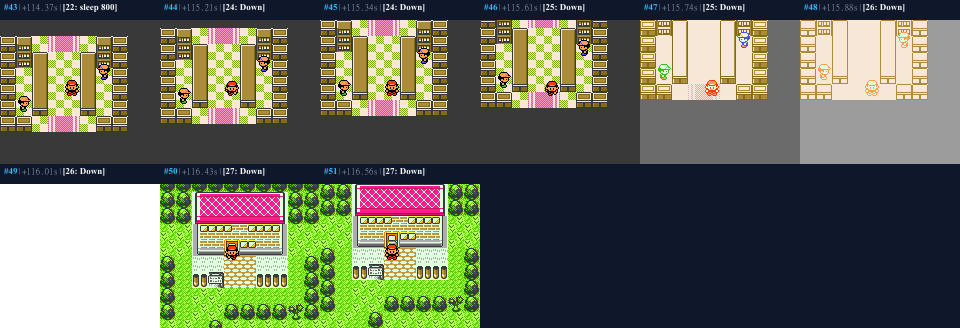 #43 | +114.37s | [22: sleep 800]
#44 | +115.21s | [24: Down]
#45 | +115.34s | [24: Down]
#46 | +115.61s | [25: Down]
#47 | +115.74s | [25: Down]
#48 | +115.88s | [26: Down]
#49 | +116.01s | [26: Down]
#50 | +116.43s | [27: Down]
#51 | +116.56s | [27: Down]